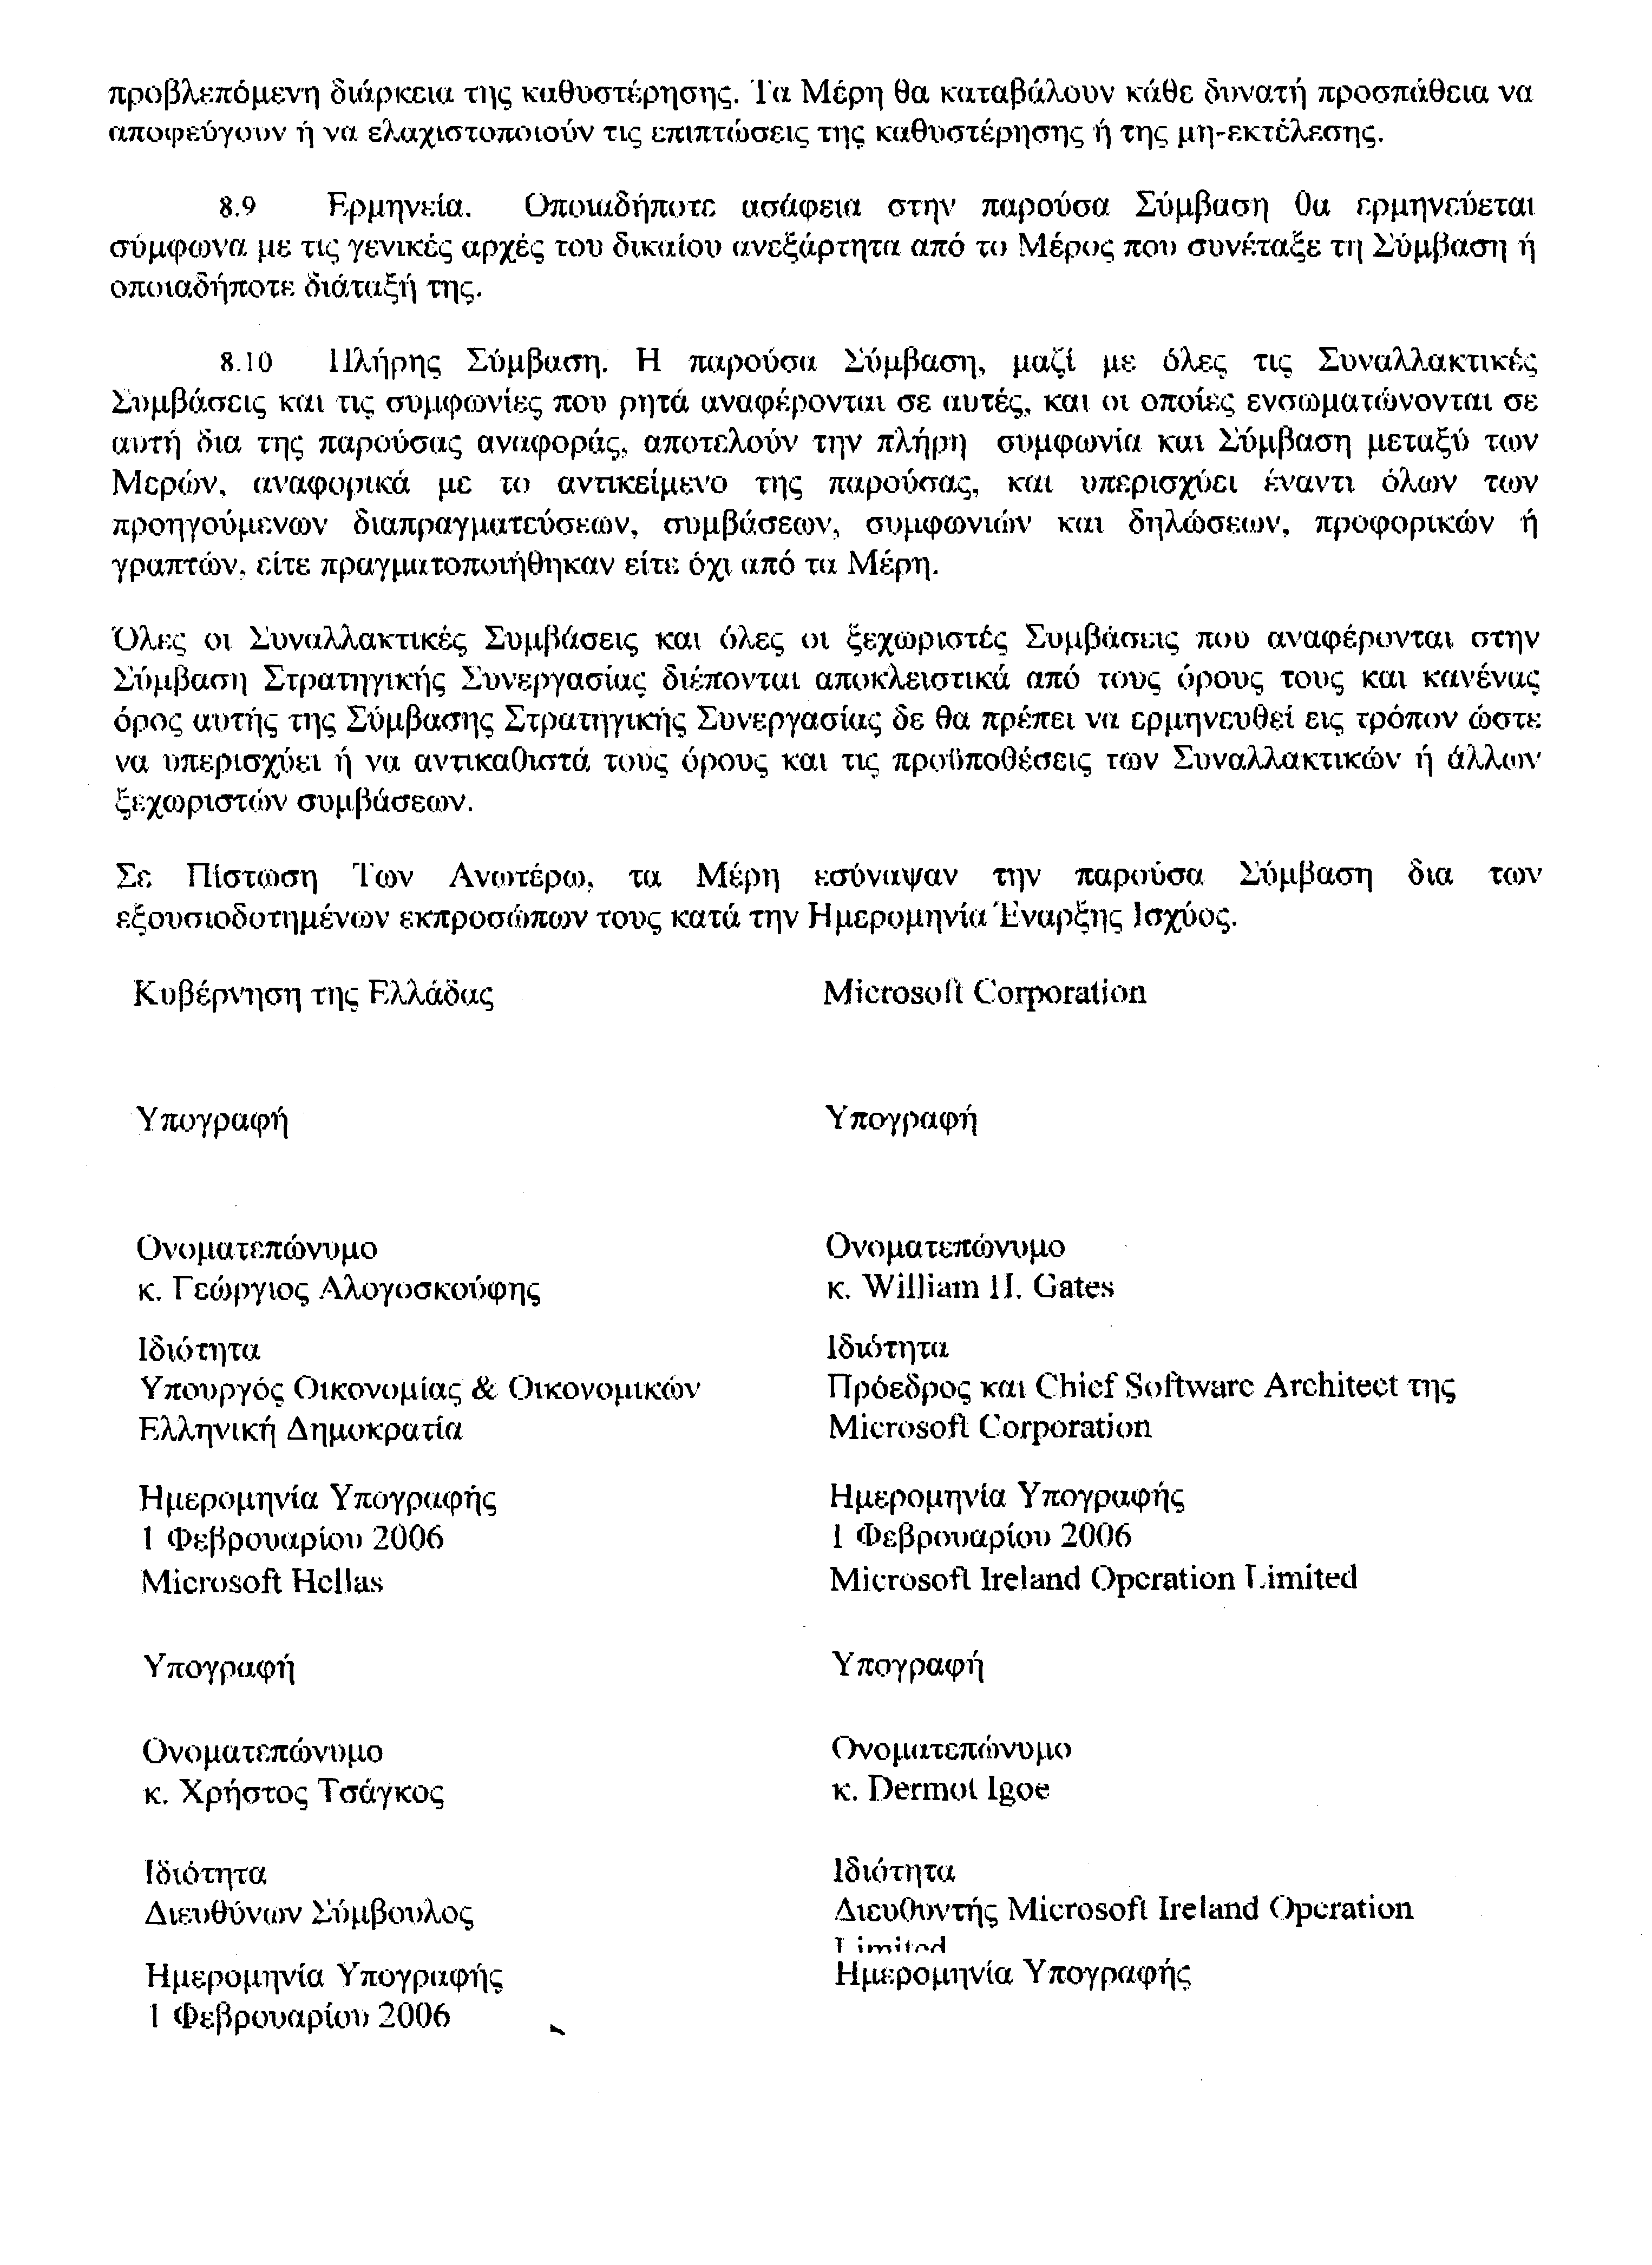 προβλεπόμενη διάρκεια της καθυστέρησης. Τα Μέρη θα καταβάλουν κάθε δυνατή προσπάθεια να
αποφεύγουν ή να ελαχιστοποιούν τις επιπτώσεις της καθυστέρησης ή της μη-εκτέλεσης.
8.9 Ερμηνεία. Οποιαδήποτε ασάφεια στην παρούσα Σύμβαση θα ερμηνεύεται
σύμφωνα με τις γενικές αρχές του δικαίου ανεξάρτητα από το Μέρος που συνέταξε τη Σύμβαση ή
οποιαδήποτε διάταξή της.
8.10 Πλήρης Σύμβαση. Η παρούσα Σύμβαση, μαζί με όλες τις Συναλλακτικές
Συμβάσεις και τις συμφωνίες που ρητά αναφέρονται σε αυτές, και οι οποίες ενσωματώνονται σε
αυτή δια της παρούσας αναφοράς, αποτελούν την πλήρη συμφωνία και Σύμβαση μεταξύ των
Μερών, αναφορικά με το αντικείμενο της παρούσας, και υπερισχύει έναντι όλων των
προηγούμενων διαπραγματεύσεων, συμβάσεων, συμφωνιών και δηλώσεων, προφορικών ή
γραπτών, είτε πραγματοποιήθηκαν είτε όχι από τα Μέρη.
Όλες οι Συναλλακτικές Συμβάσεις και όλες οι ξεχωριστές Συμβάσεις που αναφέρονται στην
Σύμβαση Στρατηγικής Συνεργασίας διέπονται αποκλειστικά από τους όρους τους και κανένας
όρος αυτής της Σύμβασης Στρατηγικής Συνεργασίας δε θα πρέπει να ερμηνευθεί εις τρόπον ώστε
να υπερισχύει ή να αντικαθιστά τους όρους και τις προϋποθέσεις των Συναλλακτικών ή άλλων
ξεχωριστών συμβάσεων.
Σε Πίστωση Των Ανωτέρω, τα Μέρη εσύναψαν την παρούσα Σύμβαση δια των
εξουσιοδοτημένων εκπροσώπων τους κατά την Ημερομηνία Έναρξης Ισχύος.
Κυβέρνηση της Ελλάδας
Υπογραφή
Ονοματεπώνυμο
κ. Γεώργιος Αλογοσκούφης
Ιδιότητα
Υπουργός Οικονομίας & Οικονομικών
Ελληνική Δημοκρατία
Ημερομηνία Υπογραφής
1 Φεβρουαρίου 2006
Microsoft Corporation
Υπογραφή
Ονοματεπώνυμο
κ. William H. Gates
Ιδιότητα
Πρόεδρος και Chief Software Architect της
Microsoft Corporation
Ημερομηνία Υπογραφής
1 Φεβρουαρίου 2006
Microsoft Hellas
Υπογραφή
Ονοματεπώνυμο
κ. Χρήστος Τσάγκος
Ιδιότητα
Διευθύνων Σύμβουλος
Ημερομηνία Υπογραφής
1 Φεβρουαρίου 2006
Microsoft Ireland Operation Limited
Υπογραφή
Ονοματεπώνυμο
κ. Dermot Igoe
Ιδιότητα
Διευθυντής Microsoft Ireland Operation
Limited
Ημερομηνία Υπογραφής